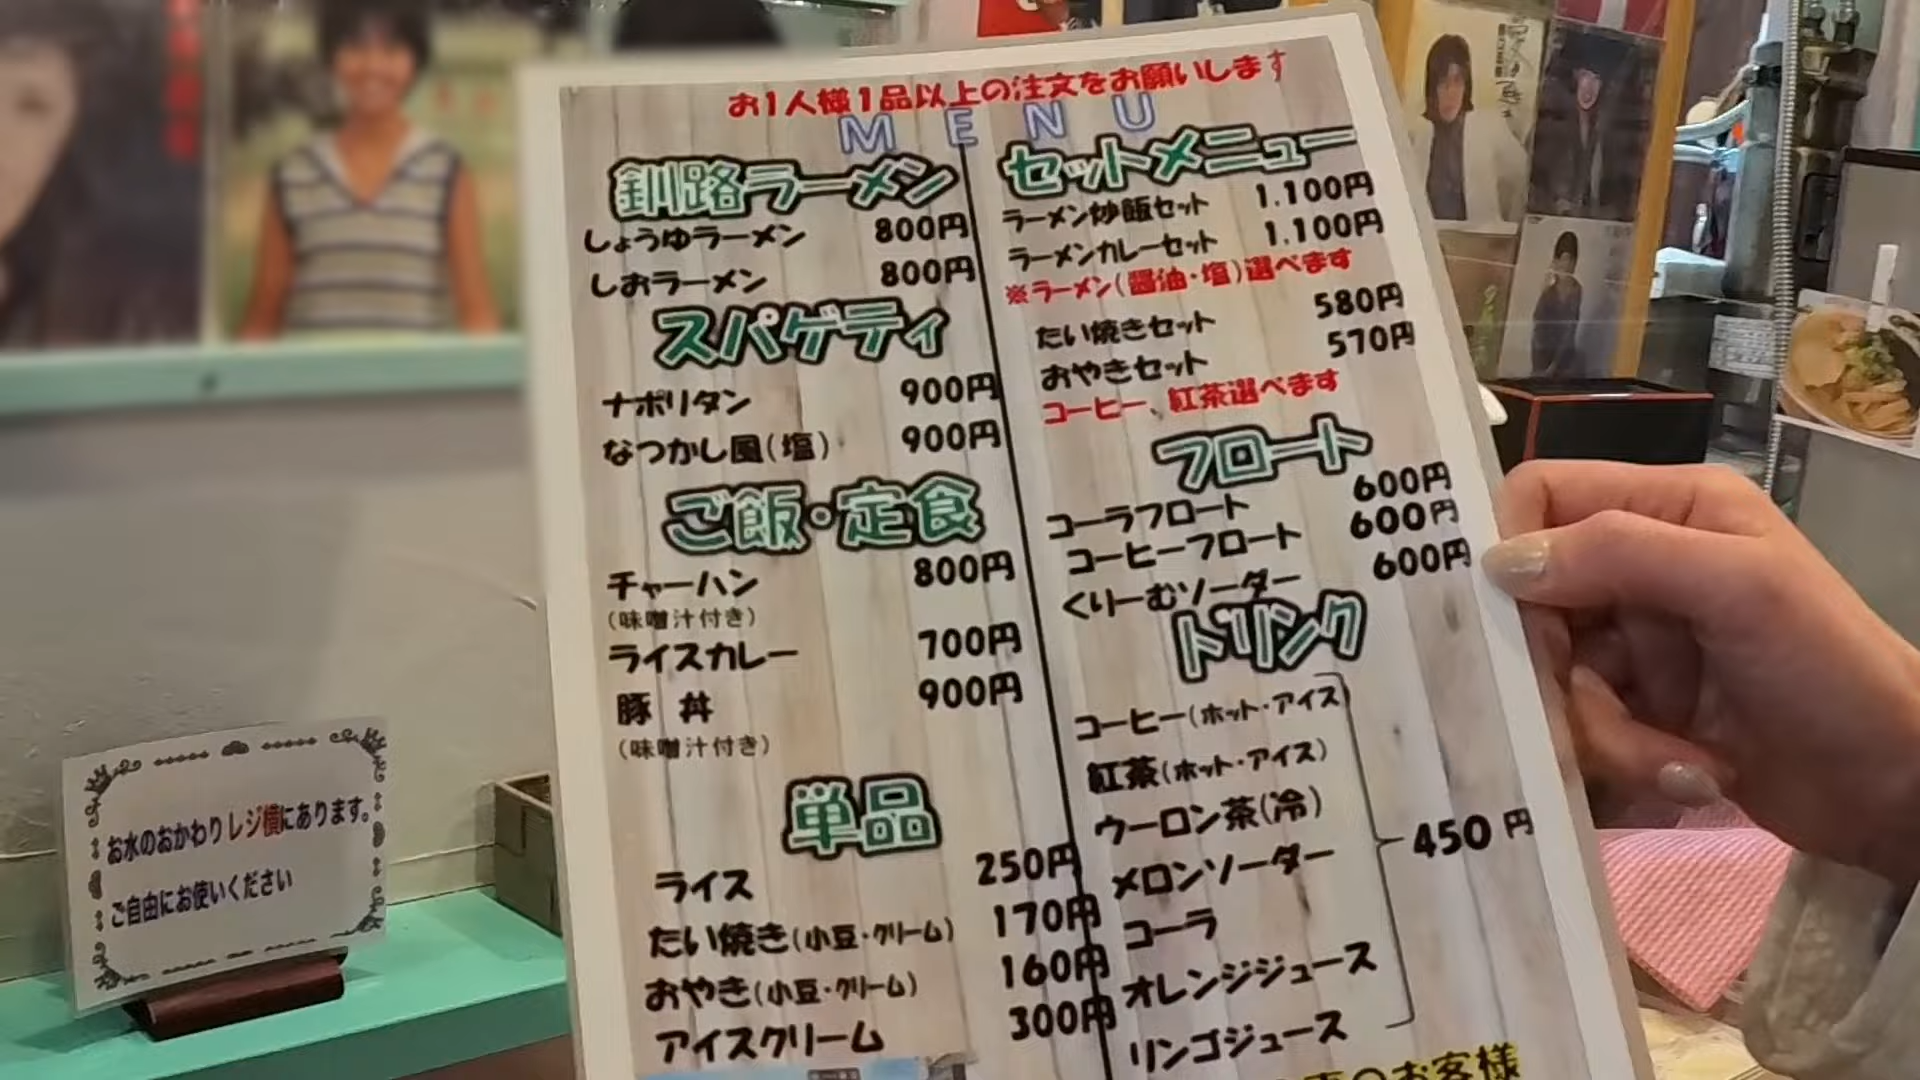 お1人様1品以上の注文をお願いします
MENU
釧路ラーメン
しょうゆラーメン 800円
しおラーメン 800円
スパゲティ
ナポリタン 900円
なつかし風(塩) 900円
ご飯・定食
チャーハン 800円
(味噌汁付き)
ライスカレー 700円
豚丼 900円
(味噌汁付き)
単品
ライス 250円
たい焼き(小豆・クリーム) 170円
おやき(小豆・クリーム) 160円
アイスクリーム 300円
セットメニュー
ラーメン炒飯セット 1.100円
ラーメンカレーセット 1.100円
※ラーメン(醤油・塩)選べます
たい焼きセット 580円
おやきセット 570円
コーヒー、紅茶選べます
フロート
コーラフロート 600円
コーヒーフロート 600円
くりーむソーダー 600円
ドリンク
コーヒー(ホット・アイス)
紅茶(ホット・アイス)
ウーロン茶(冷)
メロンソーダー
450円
コーラ
オレンジジュース
リンゴジュース
のお客様
お水のおかわりレジ横にあります。
ご自由にお使いください